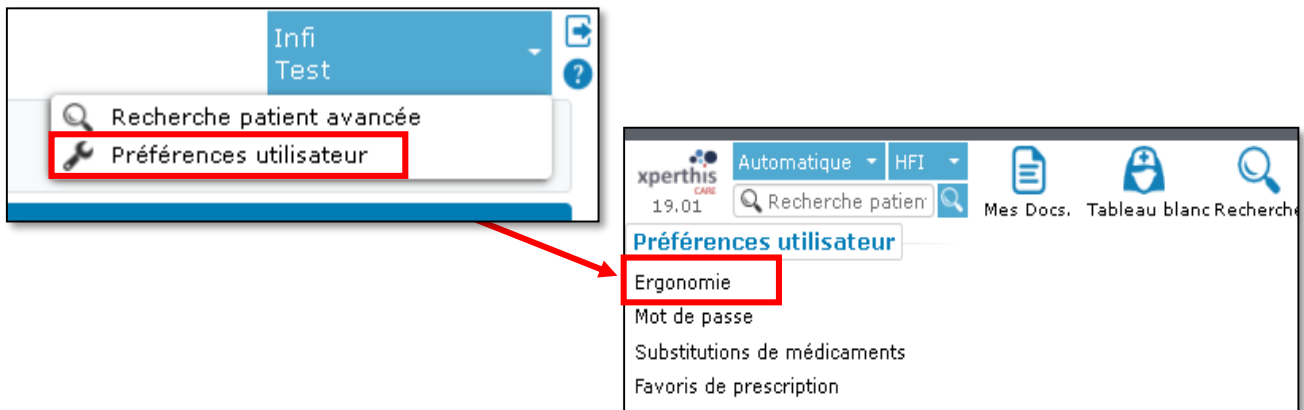 Infi
Test
?
Recherche patient avancée
Préférences utilisateur
xperthis
CARE
19.01
Automatique
HFI
Recherche patien
Mes Docs.
Tableau blanc
Recherche
Préférences utilisateur
Ergonomie
Mot de passe
Substitutions de médicaments
Favoris de prescription